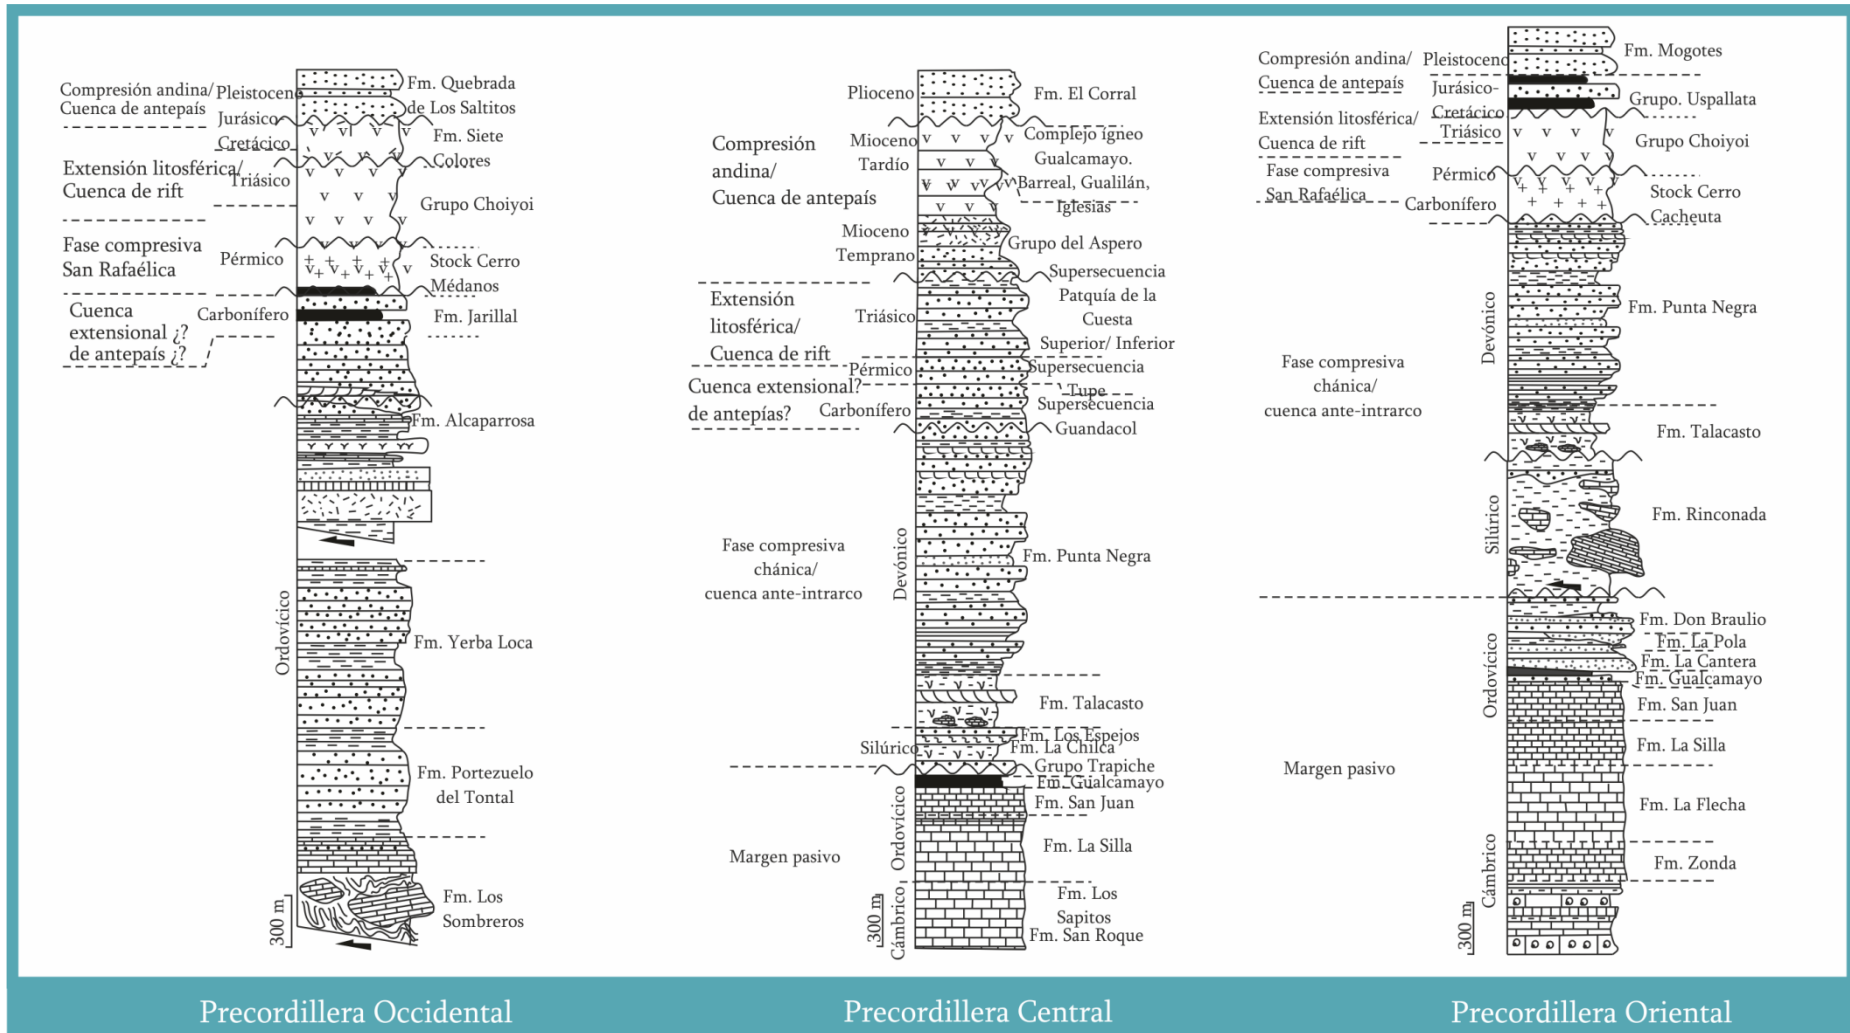 Compresión andina/
Cuenca de antepaís
Pleistoceno
Jurásico
Cretácico
Extensión litosférica/
Cuenca de rift
Triásico
Fase compresiva
San Rafaélica
Pérmico
Cuenca
extensional ¿?
de antepaís ¿?
Carbonífero
Ordovícico
300 m
Fm. Quebrada
de Los Saltitos
Fm. Siete
Colores
Grupo Choiyoi
Stock Cerro
Médanos
Fm. Jarillal
Fm. Alcaparrosa
Fm. Yerba Loca
Fm. Portezuelo
del Tontal
Fm. Los
Sombreros
Precordillera Occidental
Compresión
andina/
Cuenca de antepaís
Plioceno
Mioceno
Tardío
Mioceno
Temprano
Extensión
litosférica/
Cuenca de rift
Triásico
Pérmico
Cuenca extensional?
de antepías?
Carbonífero
Fase compresiva
chánica/
cuenca ante-intrarco
Devónico
Silúrico
Margen pasivo
Ordovícico
Cámbrico
300 m
Fm. El Corral
Complejo ígneo
Gualcamayo.
Barreal, Gualilán,
Iglesias
Grupo del Aspero
Supersecuencia
Patquía de la
Cuesta
Superior/ Inferior
Supersecuencia
Tupe
Supersecuencia
Guandacol
Fm. Punta Negra
Fm. Talacasto
Fm. Los Espejos
Fm. La Chilca
Grupo Trapiche
Fm. Gualcamayo
Fm. San Juan
Fm. La Silla
Fm. Los
Sapitos
Fm. San Roque
Precordillera Central
Compresión andina/
Cuenca de antepaís
Pleistoceno
Jurásico-
Cretácico
Extensión litosférica/
Cuenca de rift
Triásico
Fase compresiva
San Rafaélica
Pérmico
Carbonífero
Fase compresiva
chánica/
cuenca ante-intrarco
Devónico
Silúrico
Margen pasivo
Ordovícico
Cámbrico
300 m
Fm. Mogotes
Grupo. Uspallata
Grupo Choiyoi
Stock Cerro
Cacheuta
Fm. Punta Negra
Fm. Talacasto
Fm. Rinconada
Fm. Don Braulio
Fm. La Pola
Fm. La Cantera
Fm. Gualcamayo
Fm. San Juan
Fm. La Silla
Fm. La Flecha
Fm. Zonda
Precordillera Oriental